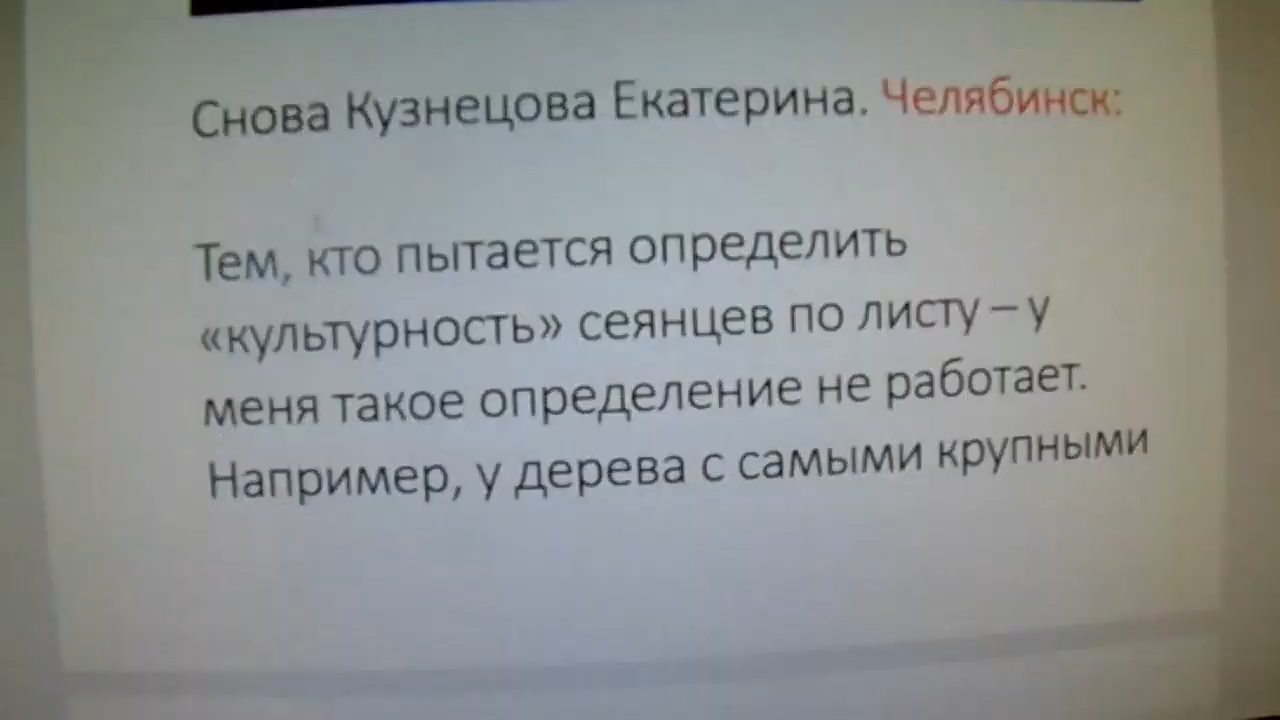 Снова Кузнецова Екатерина. Челябинск:
Тем, кто пытается определить
«культурность» сеянцев по листу – у
меня такое определение не работает.
Например, у дерева с самыми крупными